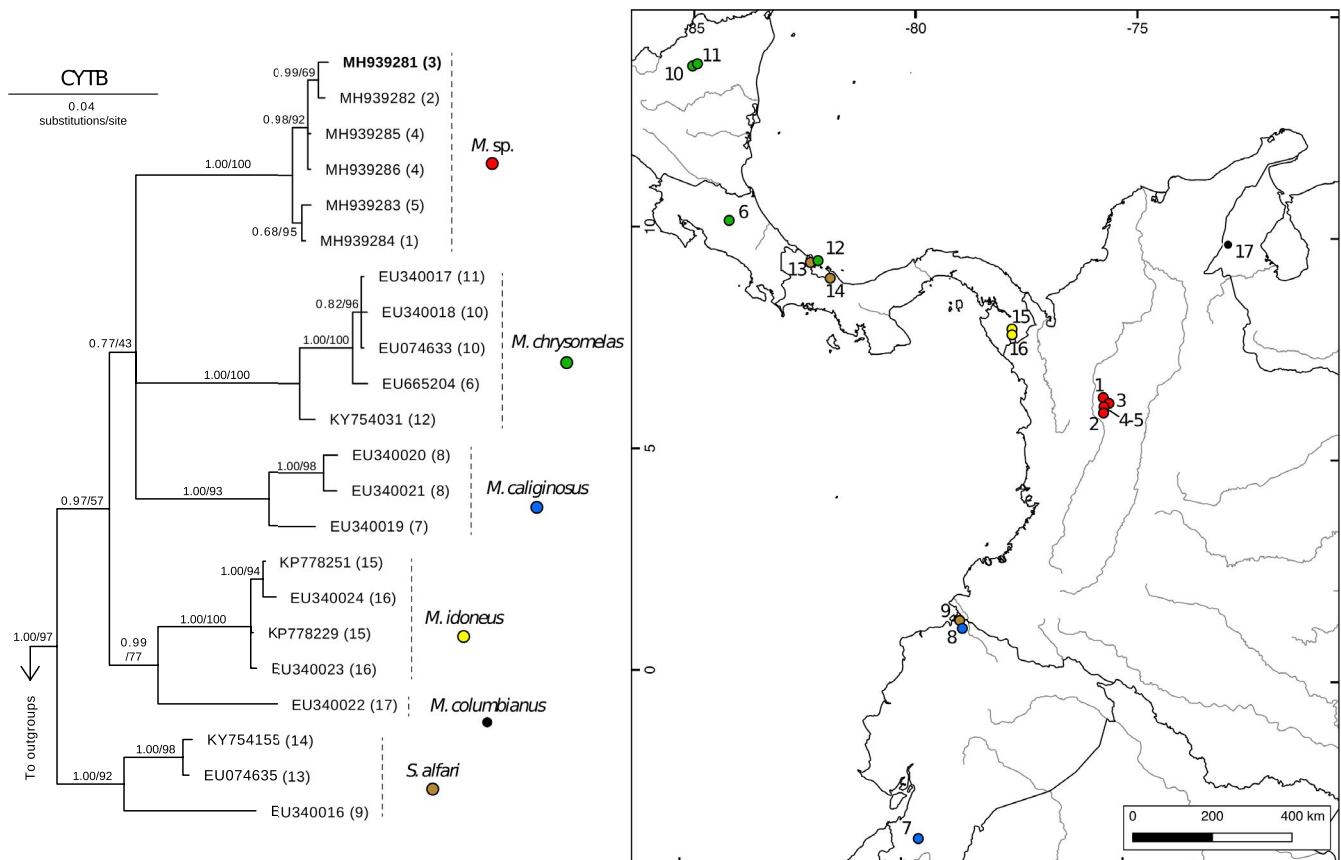 CYTB
0.04
substitutions/site
0.99/69
MH939281 (3)
MH939282 (2)
0.98/92
MH939285 (4)
MH939286 (4)
1.00/100
MH939283 (5)
0.68/95
MH939284 (1)
M. sp.
EU340017 (11)
0.82/96
EU340018 (10)
1.00/100
EU074633 (10)
M. chrysomelas
0.77/43
1.00/100
EU665204 (6)
KY754031 (12)
EU340020 (8)
1.00/98
EU340021 (8)
M. caliginosus
1.00/93
0.97/57
EU340019 (7)
KP778251 (15)
1.00/94
EU340024 (16)
1.00/100
KP778229 (15)
M. idoneus
0.99
/77
EU340023 (16)
1.00/97
EU340022 (17)
M. columbianus
To outgroups
KY754155 (14)
1.00/98
EU074635 (13)
S. alfari
1.00/92
EU340016 (9)
-85
-80
-75
10
5
0
11
10
6
12
13
14
17
15
16
1
3
4-5
2
9
8
7
0 200 400 km